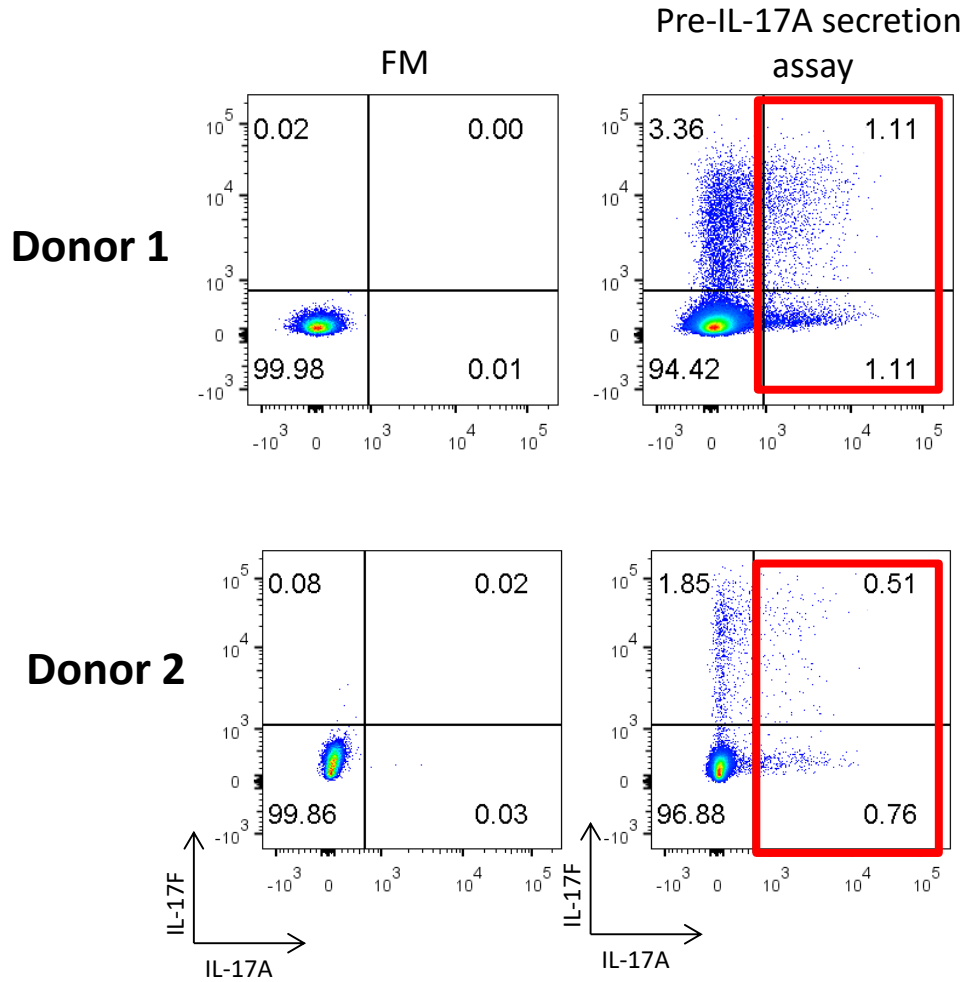 Pre-IL-17A secretion
FM assay
10^5 0.02 0.00 10^5 3.36 1.11
10^4 10^4
Donor 1
10^3 10^3
0 0
99.98 0.01 94.42 1.11
-10^3 -10^3
-10^3 0 10^3 10^4 10^5 -10^3 0 10^3 10^4 10^5
10^5 0.08 0.02 10^5 1.85 0.51
10^4 10^4
Donor 2
10^3 10^3
0 0
99.86 0.03 96.88 0.76
-10^3 -10^3
-10^3 0 10^3 10^4 10^5 -10^3 0 10^3 10^4 10^5
IL-17F IL-17F
IL-17A IL-17A